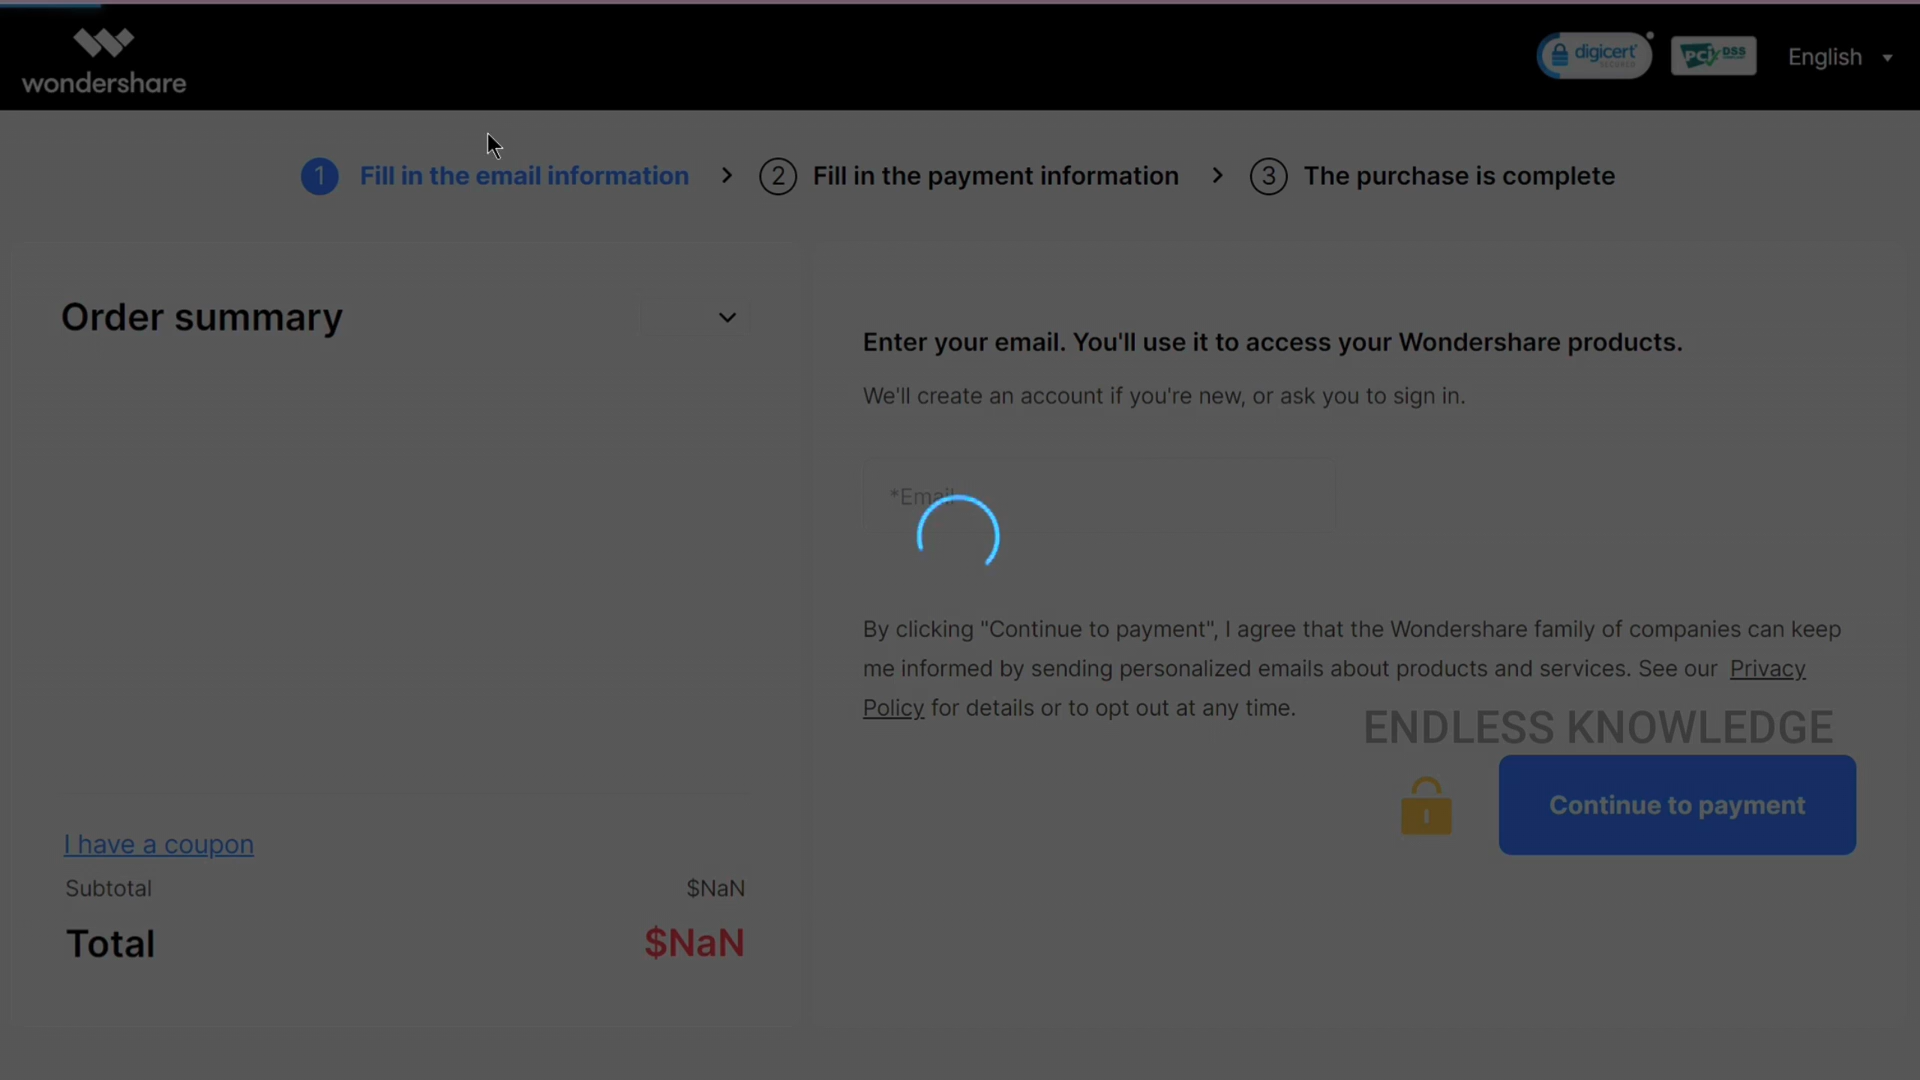 wondershare
digicert
SECURED
PCI DSS
English
1 Fill in the email information > 2 Fill in the payment information > 3 The purchase is complete
Order summary
Enter your email. You'll use it to access your Wondershare products.
We'll create an account if you're new, or ask you to sign in.
*Email
By clicking "Continue to payment", I agree that the Wondershare family of companies can keep
me informed by sending personalized emails about products and services. See our Privacy
Policy for details or to opt out at any time.
ENDLESS KNOWLEDGE
Continue to payment
I have a coupon
Subtotal $NaN
Total $NaN